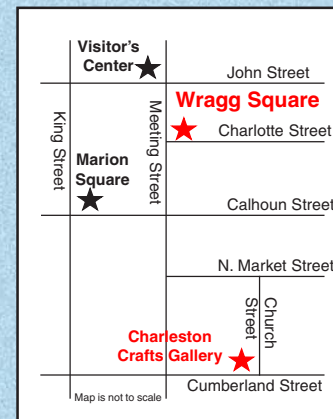 Visitor's
Center
John Street
Wragg Square
King Street
Meeting Street
Charlotte Street
Marion
Square
Calhoun Street
N. Market Street
Church
Street
Charleston
Crafts Gallery
Map is not to scale
Cumberland Street